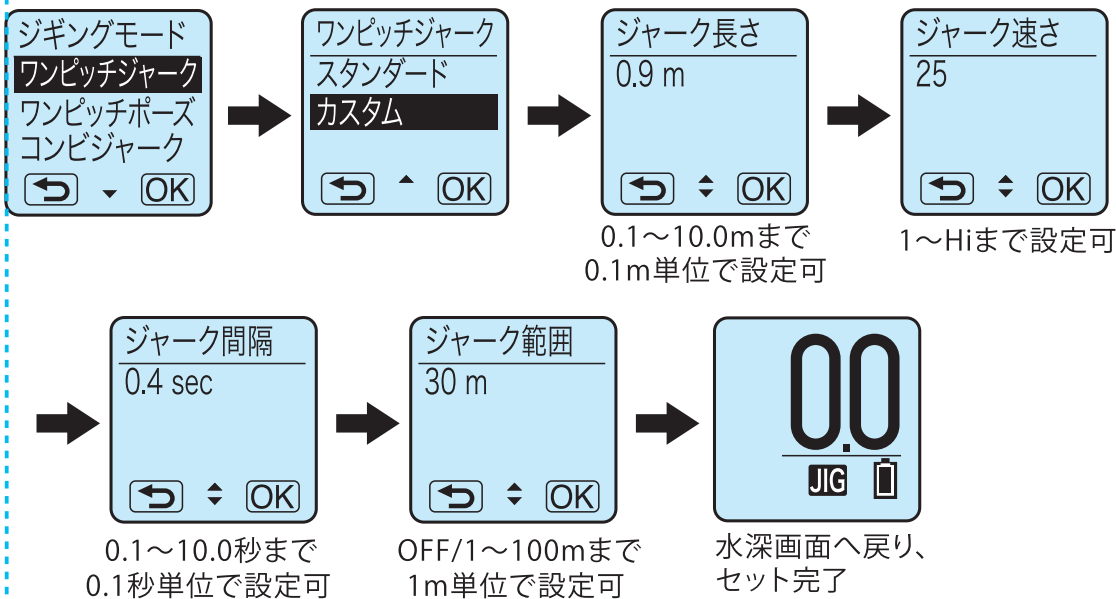 ジギングモード
ワンピッチジャーク
ワンピッチポーズ
コンビジャーク
OK
ワンピッチジャーク
スタンダード
カスタム
OK
ジャーク長さ
0.9 m
OK
0.1～10.0mまで
0.1m単位で設定可
ジャーク速さ
25
OK
1～Hiまで設定可
ジャーク間隔
0.4 sec
OK
0.1～10.0秒まで
0.1秒単位で設定可
ジャーク範囲
30 m
OK
OFF/1～100mまで
1m単位で設定可
0.0
JIG
水深画面へ戻り、
セット完了